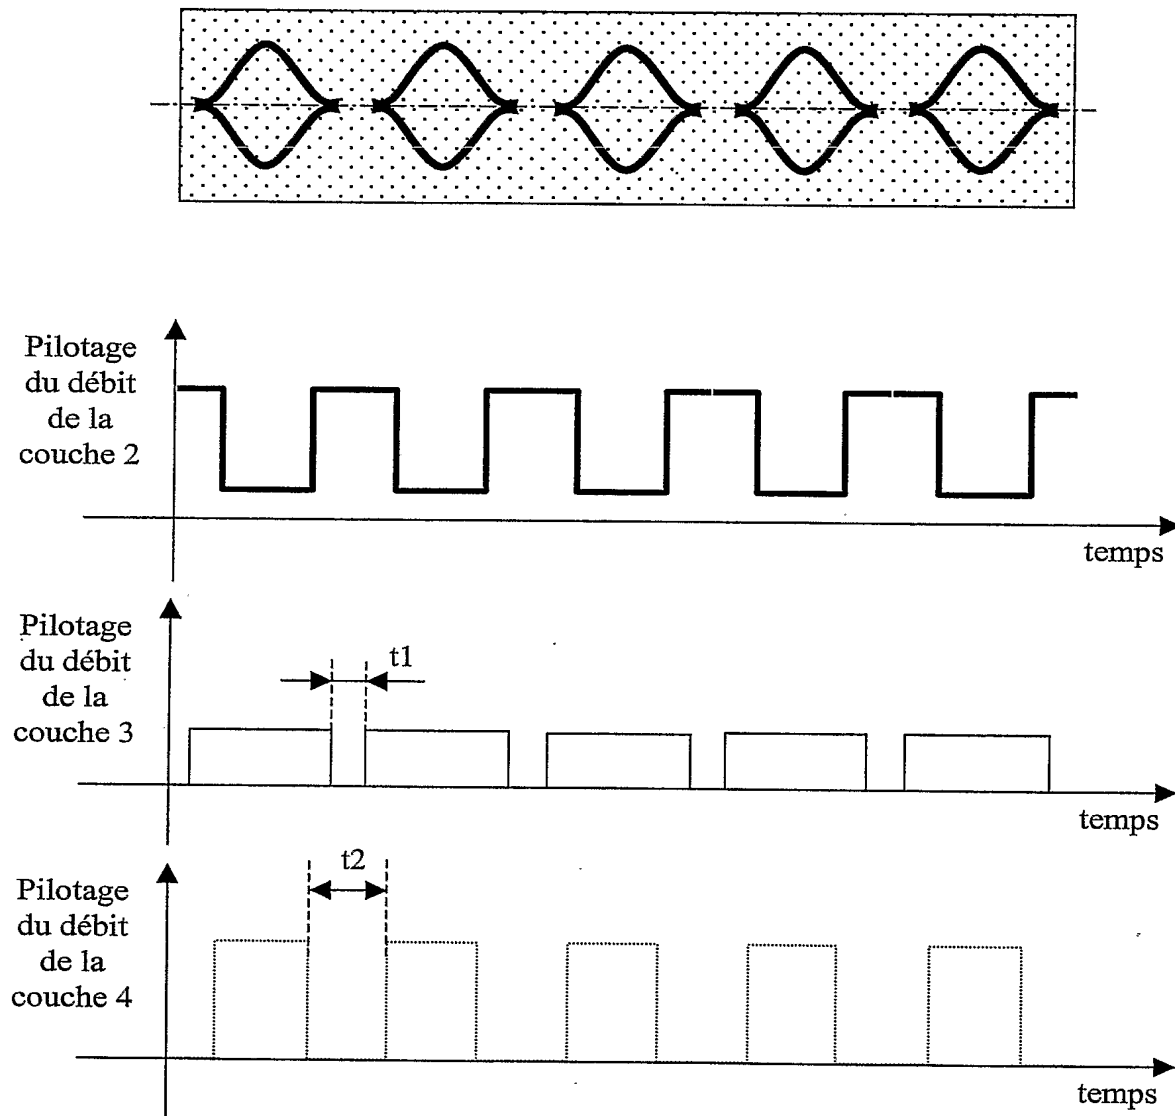 Pilotage
du débit
de la
couche 2
temps
Pilotage
du débit
de la
couche 3
t1
temps
Pilotage
du débit
de la
couche 4
t2
temps